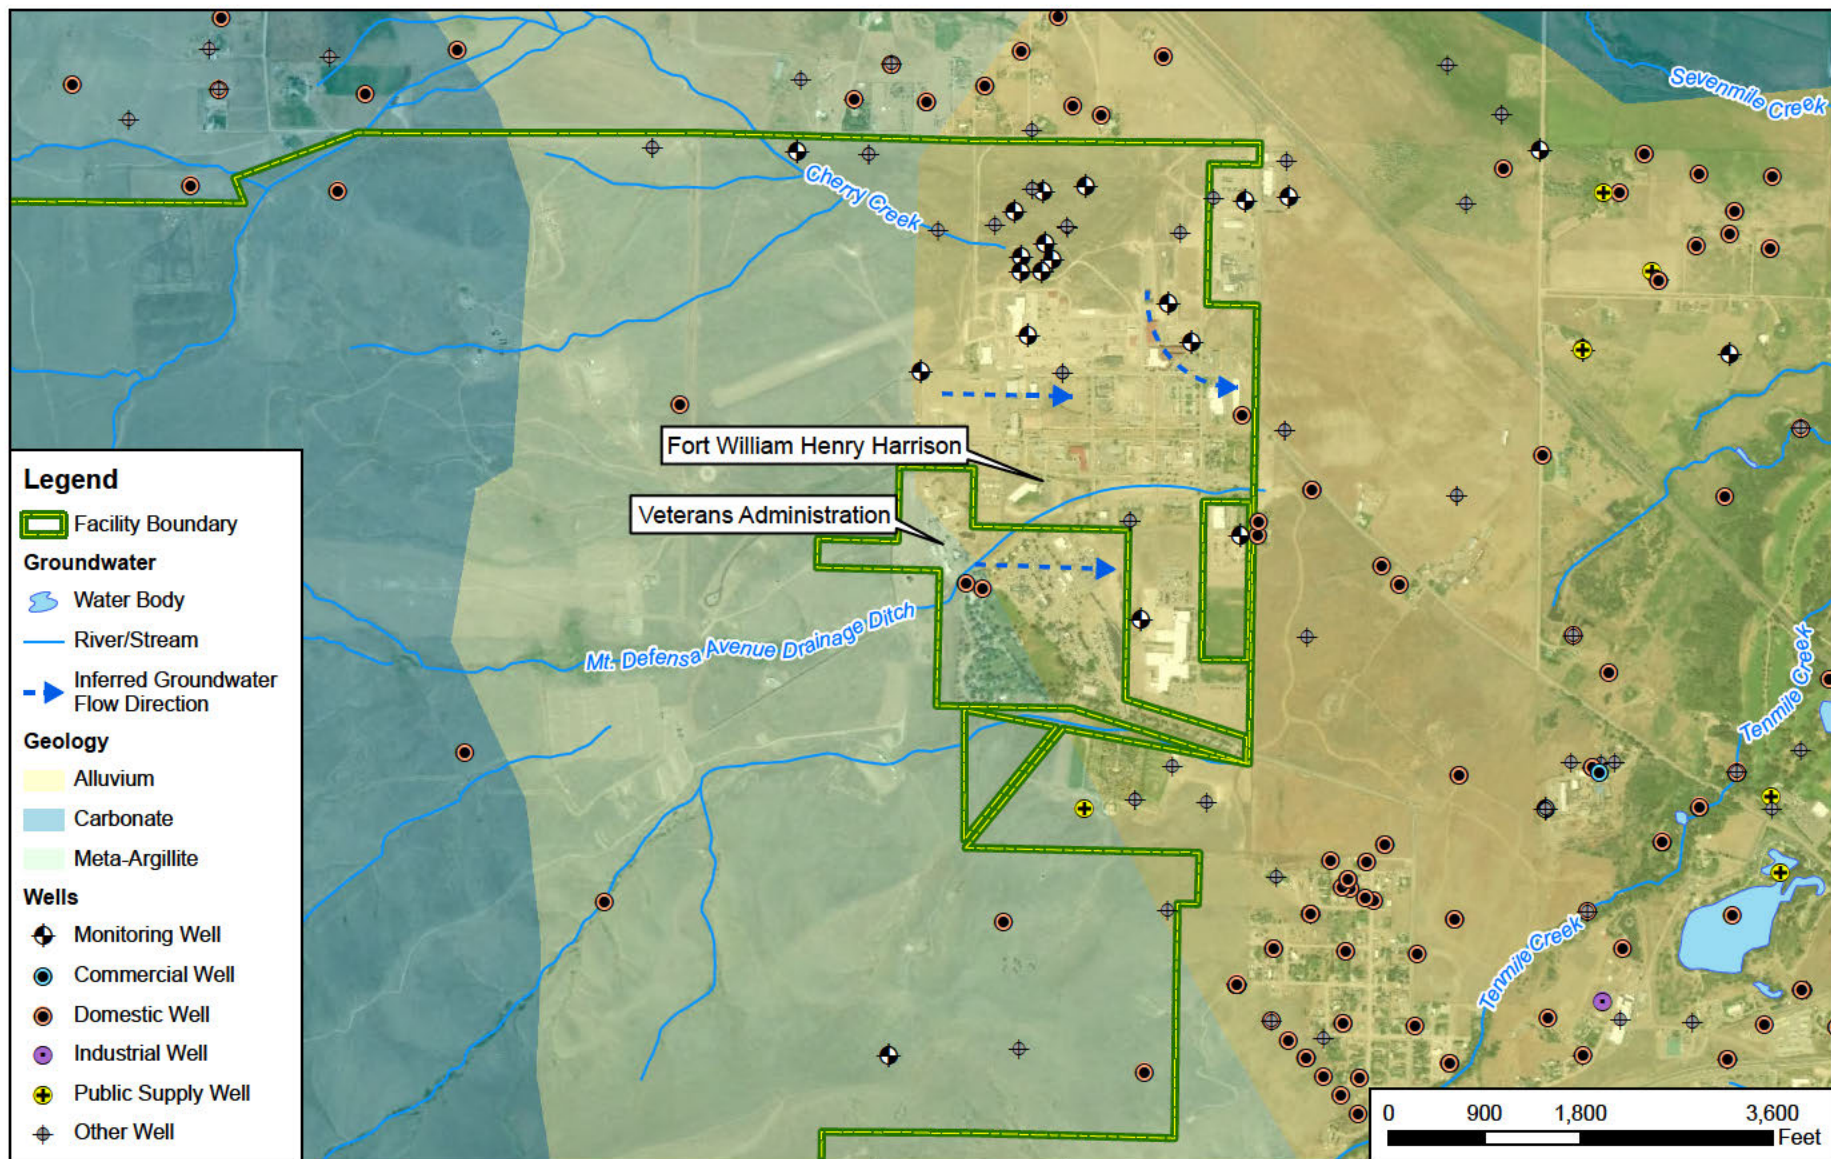 Sevenmile Creek
Cherry Creek
Fort William Henry Harrison
Veterans Administration
Mt. Defensa Avenue Drainage Ditch
Tenmile Creek
Tenmile Creek
Legend
Facility Boundary
Groundwater
Water Body
River/Stream
Inferred Groundwater
Flow Direction
Geology
Alluvium
Carbonate
Meta-Argillite
Wells
Monitoring Well
Commercial Well
Domestic Well
Industrial Well
Public Supply Well
Other Well
0 900 1,800 3,600
Feet